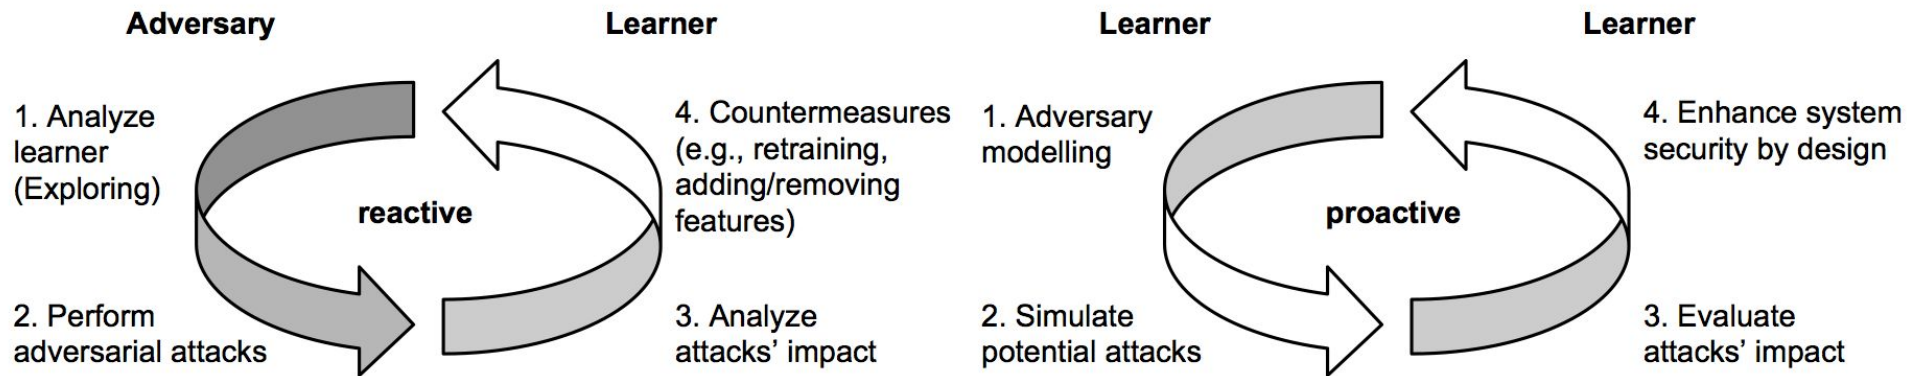 Adversary
Learner
1. Analyze
learner
(Exploring)
reactive
4. Countermeasures
(e.g., retraining,
adding/removing
features)
2. Perform
adversarial attacks
3. Analyze
attacks’ impact
Learner
Learner
1. Adversary
modelling
proactive
4. Enhance system
security by design
2. Simulate
potential attacks
3. Evaluate
attacks’ impact